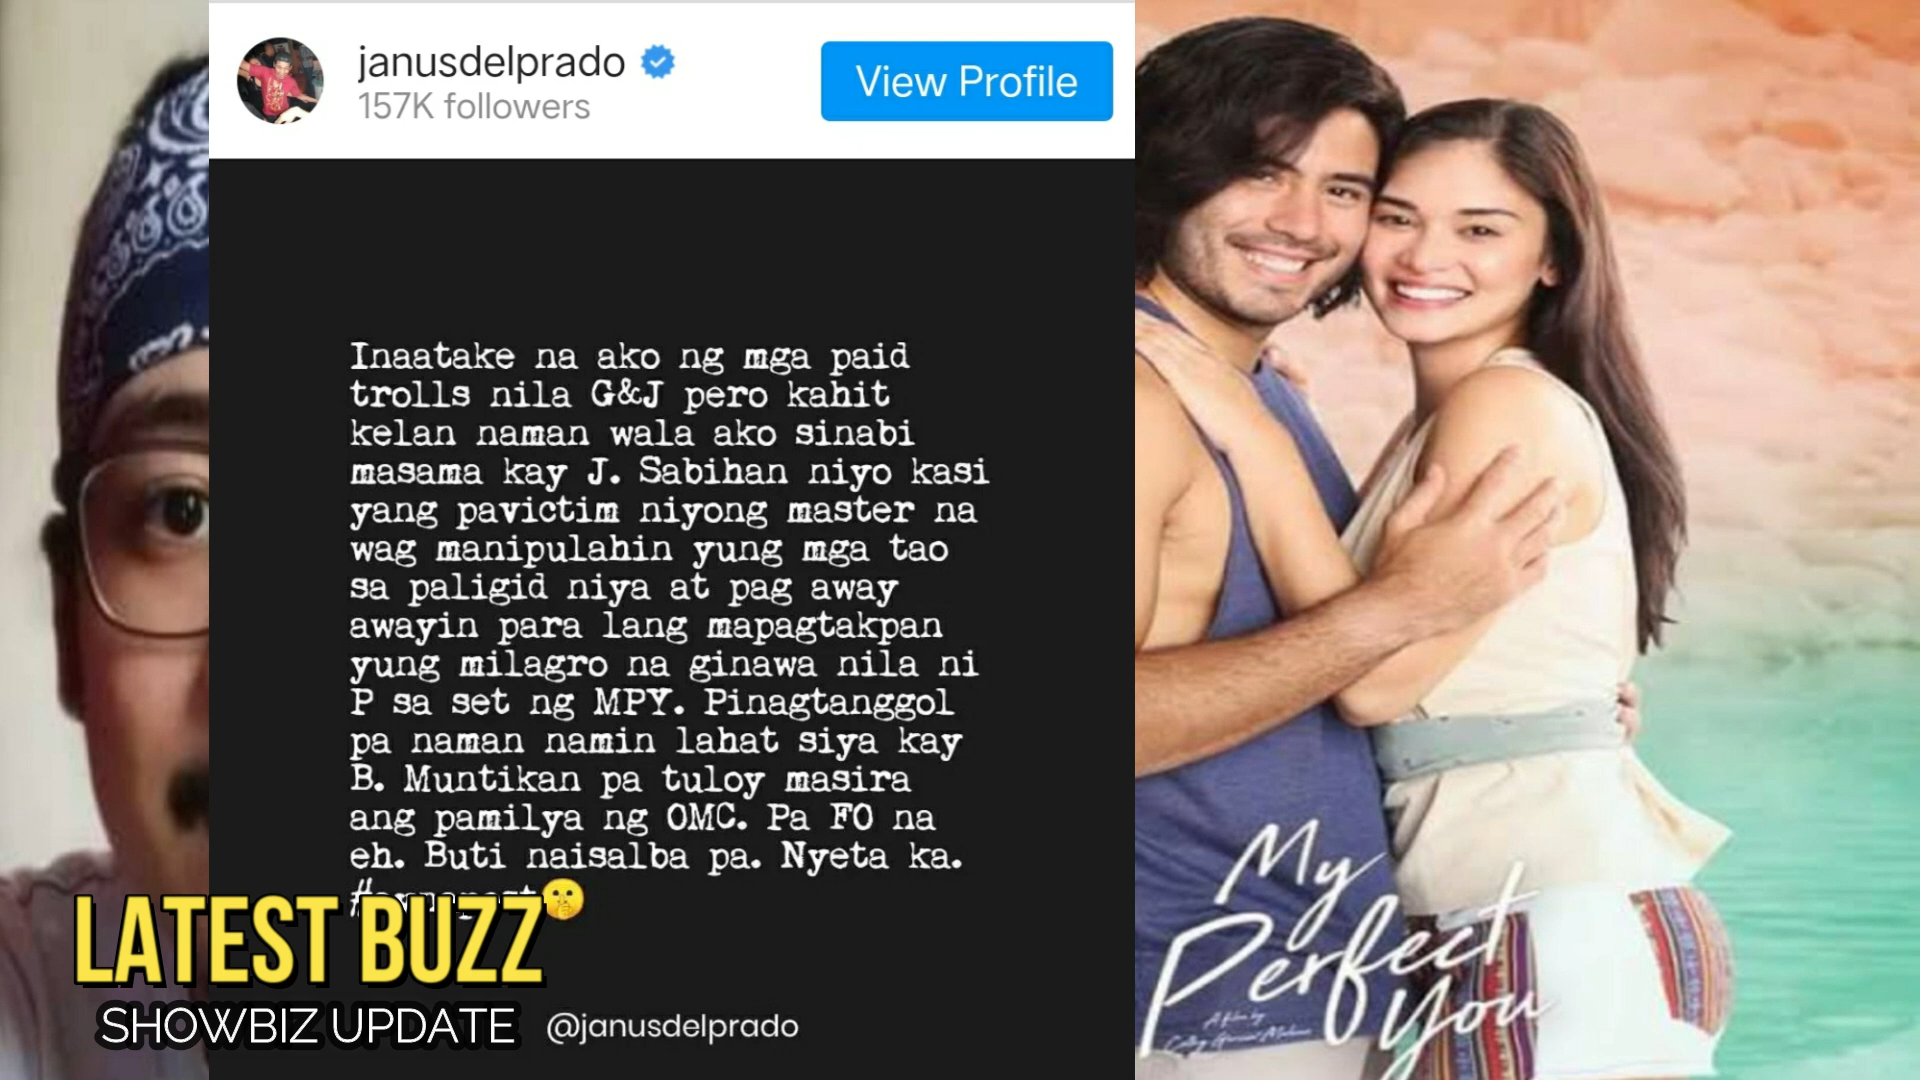 janusdelprado
157K followers
View Profile
Inaatake na ako ng mga paid
trolls nila G&J pero kahit
kelan naman wala ako sinabi
masama kay J. Sabihan niyo kasi
yang pavictim niyong master na
wag manipulahin yung mga tao
sa paligid niya at pag away
awayin para lang mapagtakpan
yung milagro na ginawa nila ni
P sa set ng MPY. Pinagtanggol
pa naman namin lahat siya kay
B. Muntikan pa tuloy masira
ang pamilya ng OMC. Pa FO na
eh. Buti naisalba pa. Nyeta ka.
LATEST BUZZ
SHOWBIZ UPDATE
@janusdelprado
My
Perfect
You
A film by